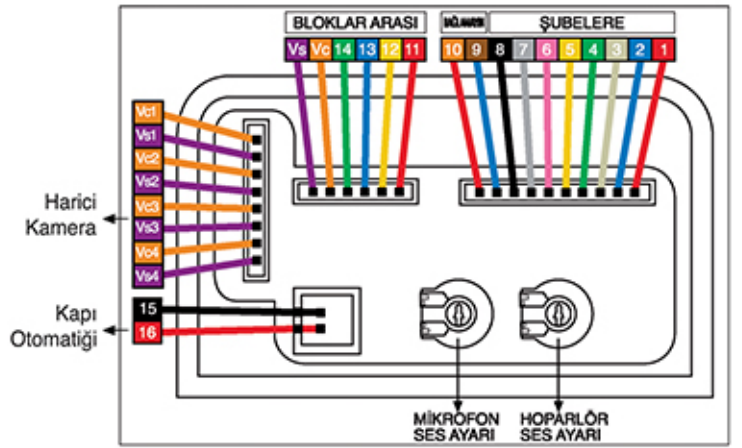 BLOKLAR ARASI
ŞUBELERE
Vs Vc 14 13 12 11
10 9 8 7 6 5 4 3 2 1
Vc1
Vs1
Vc2
Vs2
Vc3
Vs3
Vc4
Vs4
Harici
Kamera
15
16
Kapı
Otomatiği
MİKROFON
SES AYARI
HOPARLÖR
SES AYARI